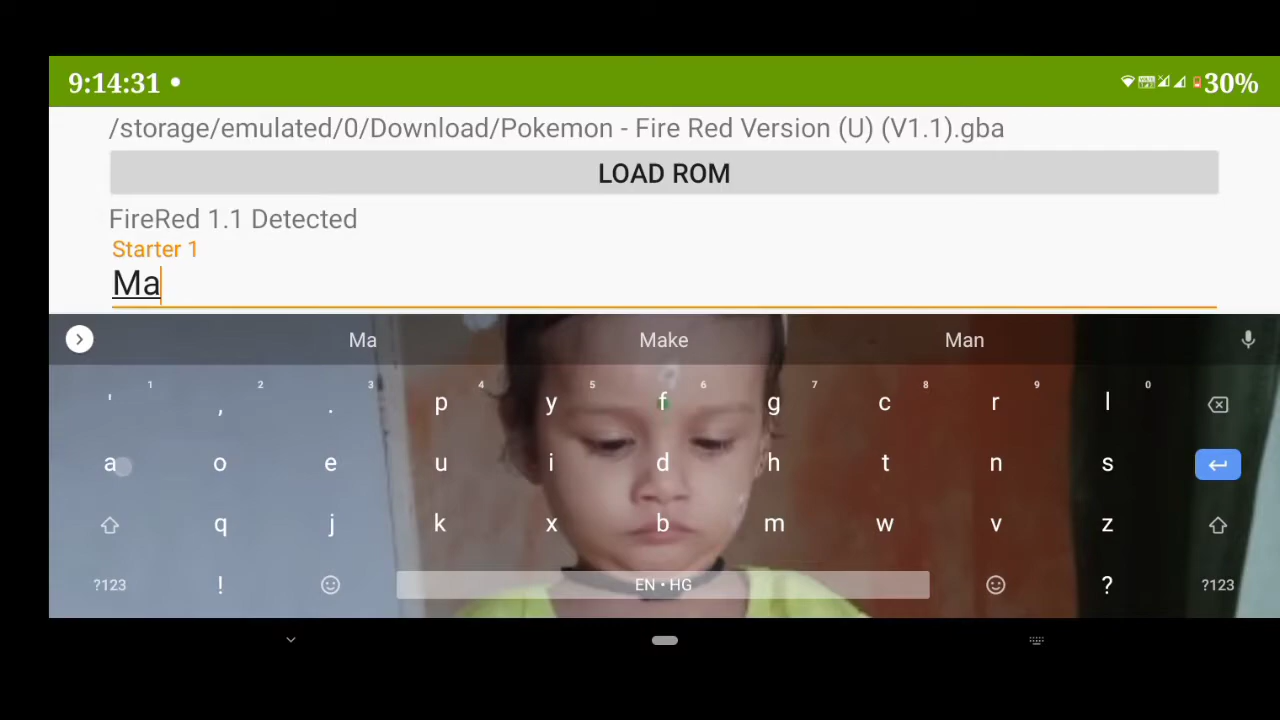 9:14:31 • 30%
/storage/emulated/0/Download/Pokemon - Fire Red Version (U) (V1.1).gba
LOAD ROM
FireRed 1.1 Detected
Starter 1
Ma
Ma Make Man
1 2 3 4 5 6 7 8 9 0
' , . p y f g c r l
a o e u i d h t n s
q j k x b m w v z
?123 ! EN • HG ? ?123